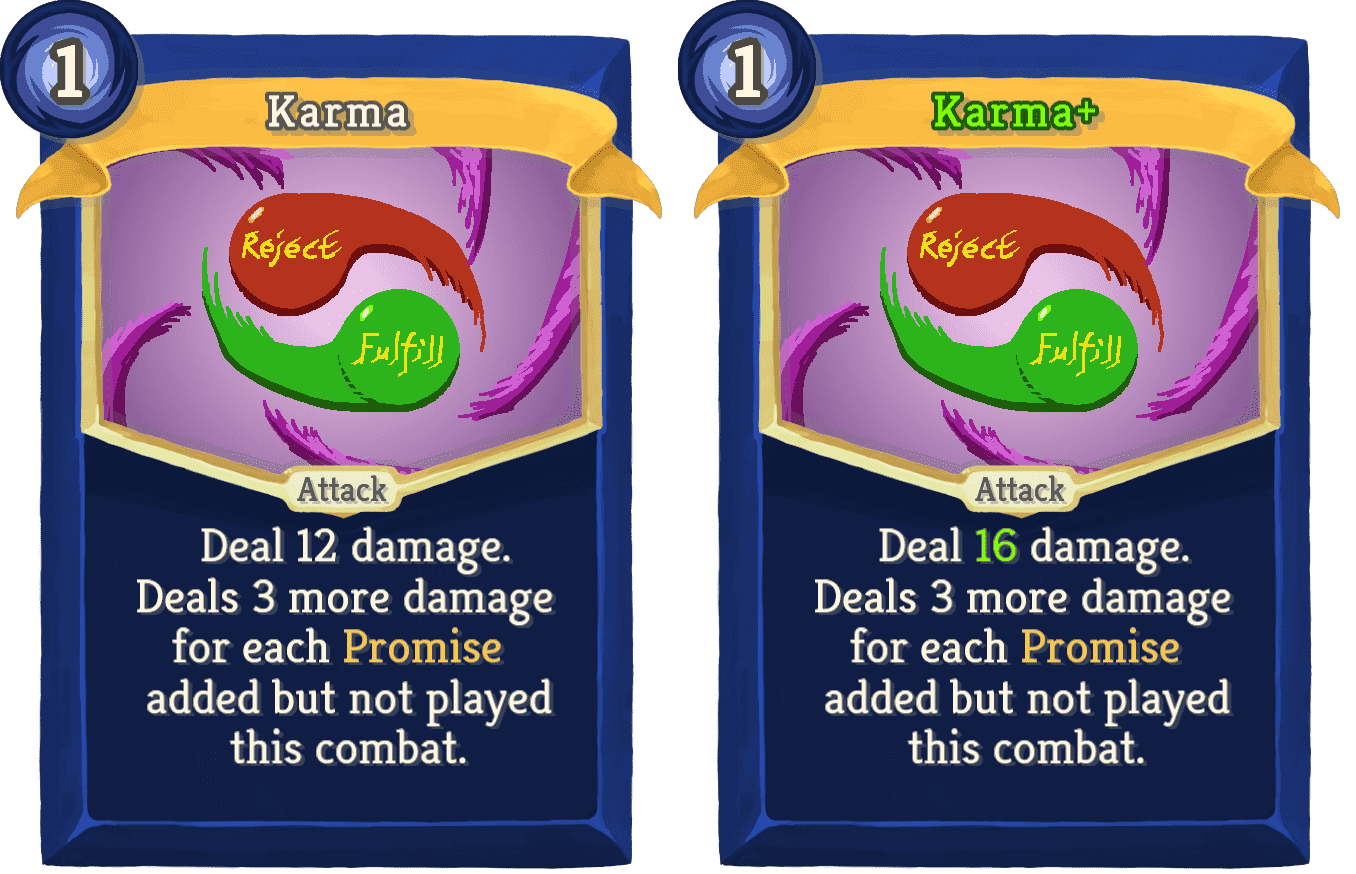 1
Karma
Reject
Fulfill
Attack
Deal 12 damage.
Deals 3 more damage
for each Promise
added but not played
this combat.
1
Karma+
Reject
Fulfill
Attack
Deal 16 damage.
Deals 3 more damage
for each Promise
added but not played
this combat.